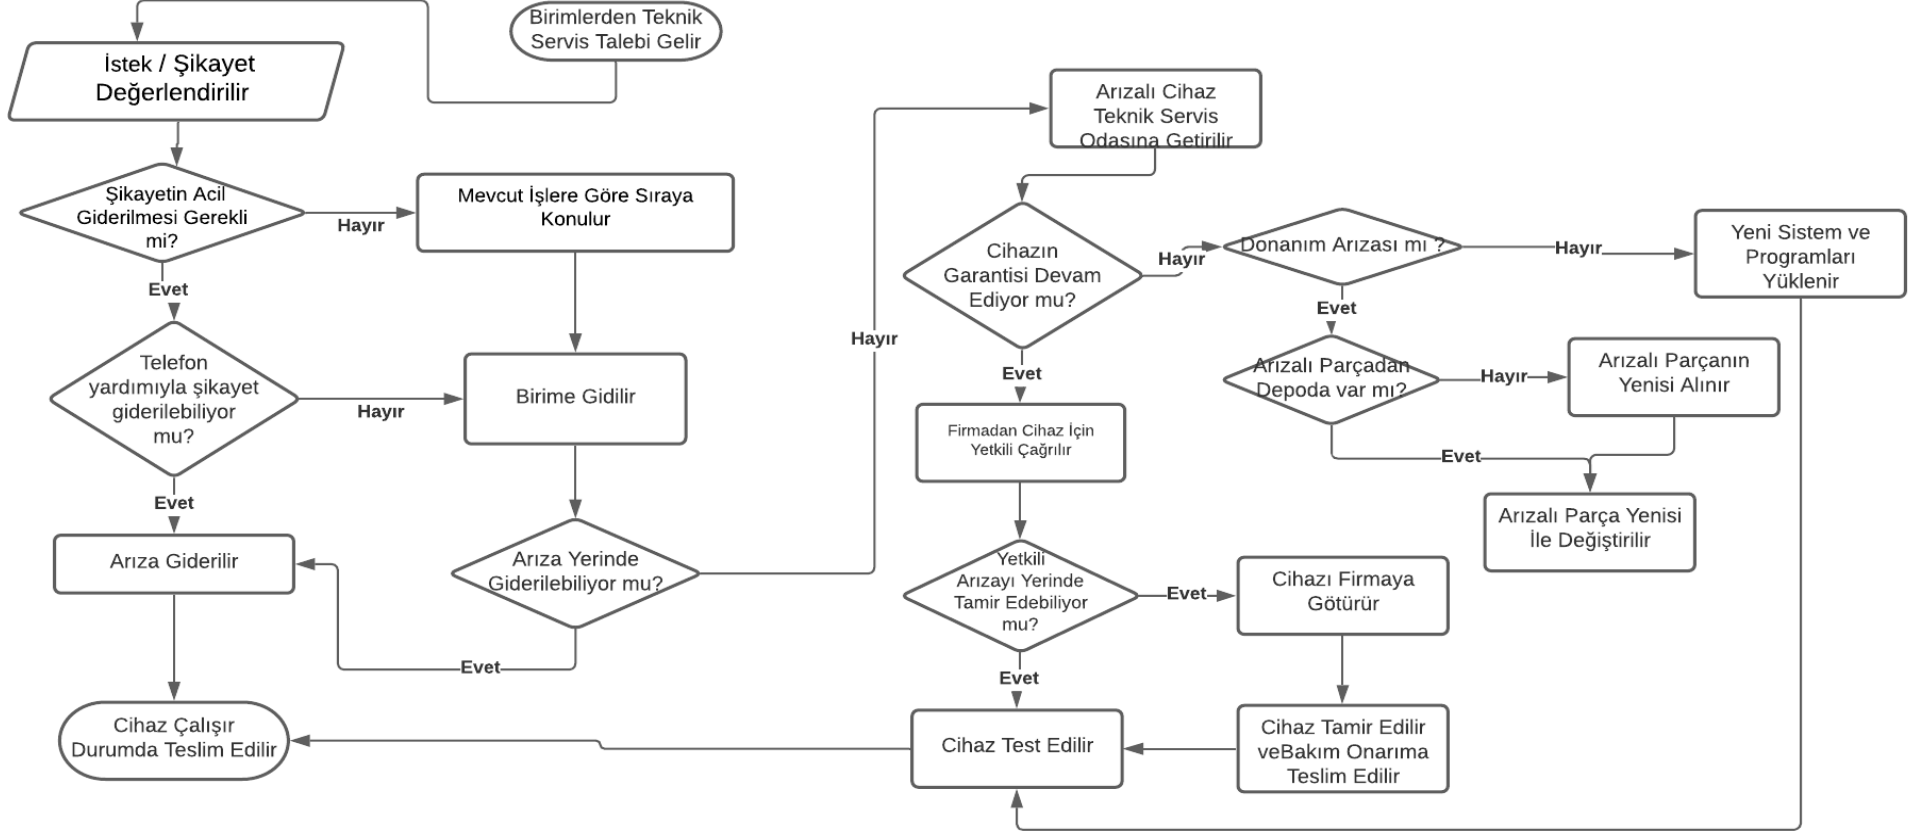 Birimlerden Teknik
Servis Talebi Gelir
İstek / Şikayet
Değerlendirilir
Şikayetin Acil
Giderilmesi Gerekli
mi?
Hayır
Mevcut İşlere Göre Sıraya
Konulur
Evet
Telefon
yardımıyla şikayet
giderilebiliyor
mu?
Hayır
Birime Gidilir
Evet
Arıza Giderilir
Arıza Yerinde
Giderilebiliyor mu?
Evet
Hayır
Cihaz Çalışır
Durumda Teslim Edilir
Arızalı Cihaz
Teknik Servis
Odasına Getirilir
Cihazın
Garantisi Devam
Ediyor mu?
Hayır
Donanım Arızası mı ?
Hayır
Yeni Sistem ve
Programları
Yüklenir
Evet
Evet
Arızalı Parçadan
Depoda var mı?
Hayır
Arızalı Parçanın
Yenisi Alınır
Evet
Arızalı Parça Yenisi
İle Değiştirilir
Firmadan Cihaz İçin
Yetkili Çağrılır
Yetkili
Arızayı Yerinde
Tamir Edebiliyor
mu?
Evet
Cihazı Firmaya
Götürür
Evet
Cihaz Test Edilir
Cihaz Tamir Edilir
veBakım Onarıma
Teslim Edilir